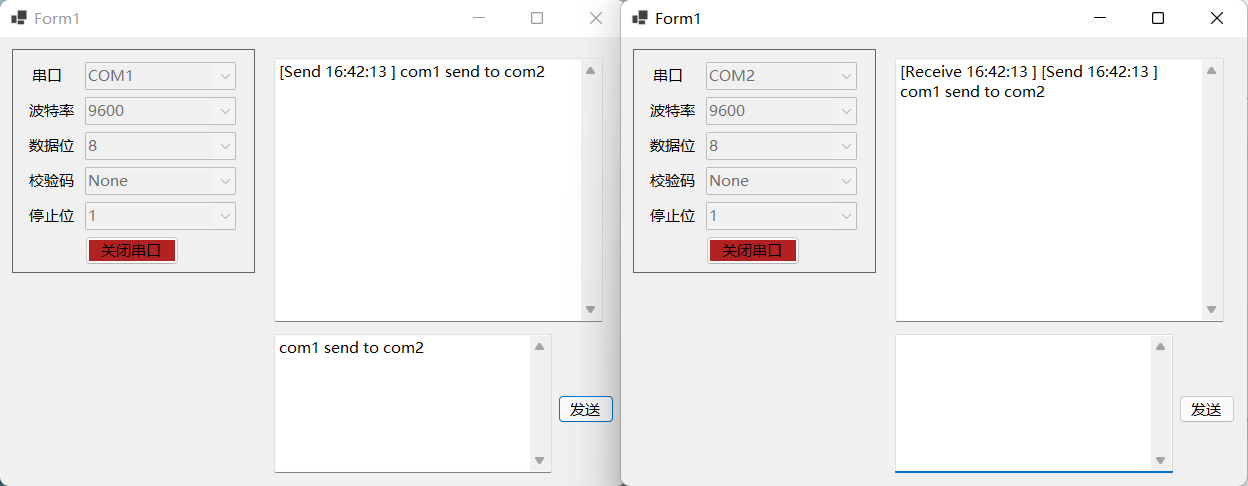 Form1
串口
COM1
波特率
9600
数据位
8
校验码
None
停止位
1
关闭串口
[Send 16:42:13 ] com1 send to com2
com1 send to com2
发送
Form1
串口
COM2
波特率
9600
数据位
8
校验码
None
停止位
1
关闭串口
[Receive 16:42:13 ] [Send 16:42:13 ]
com1 send to com2
发送